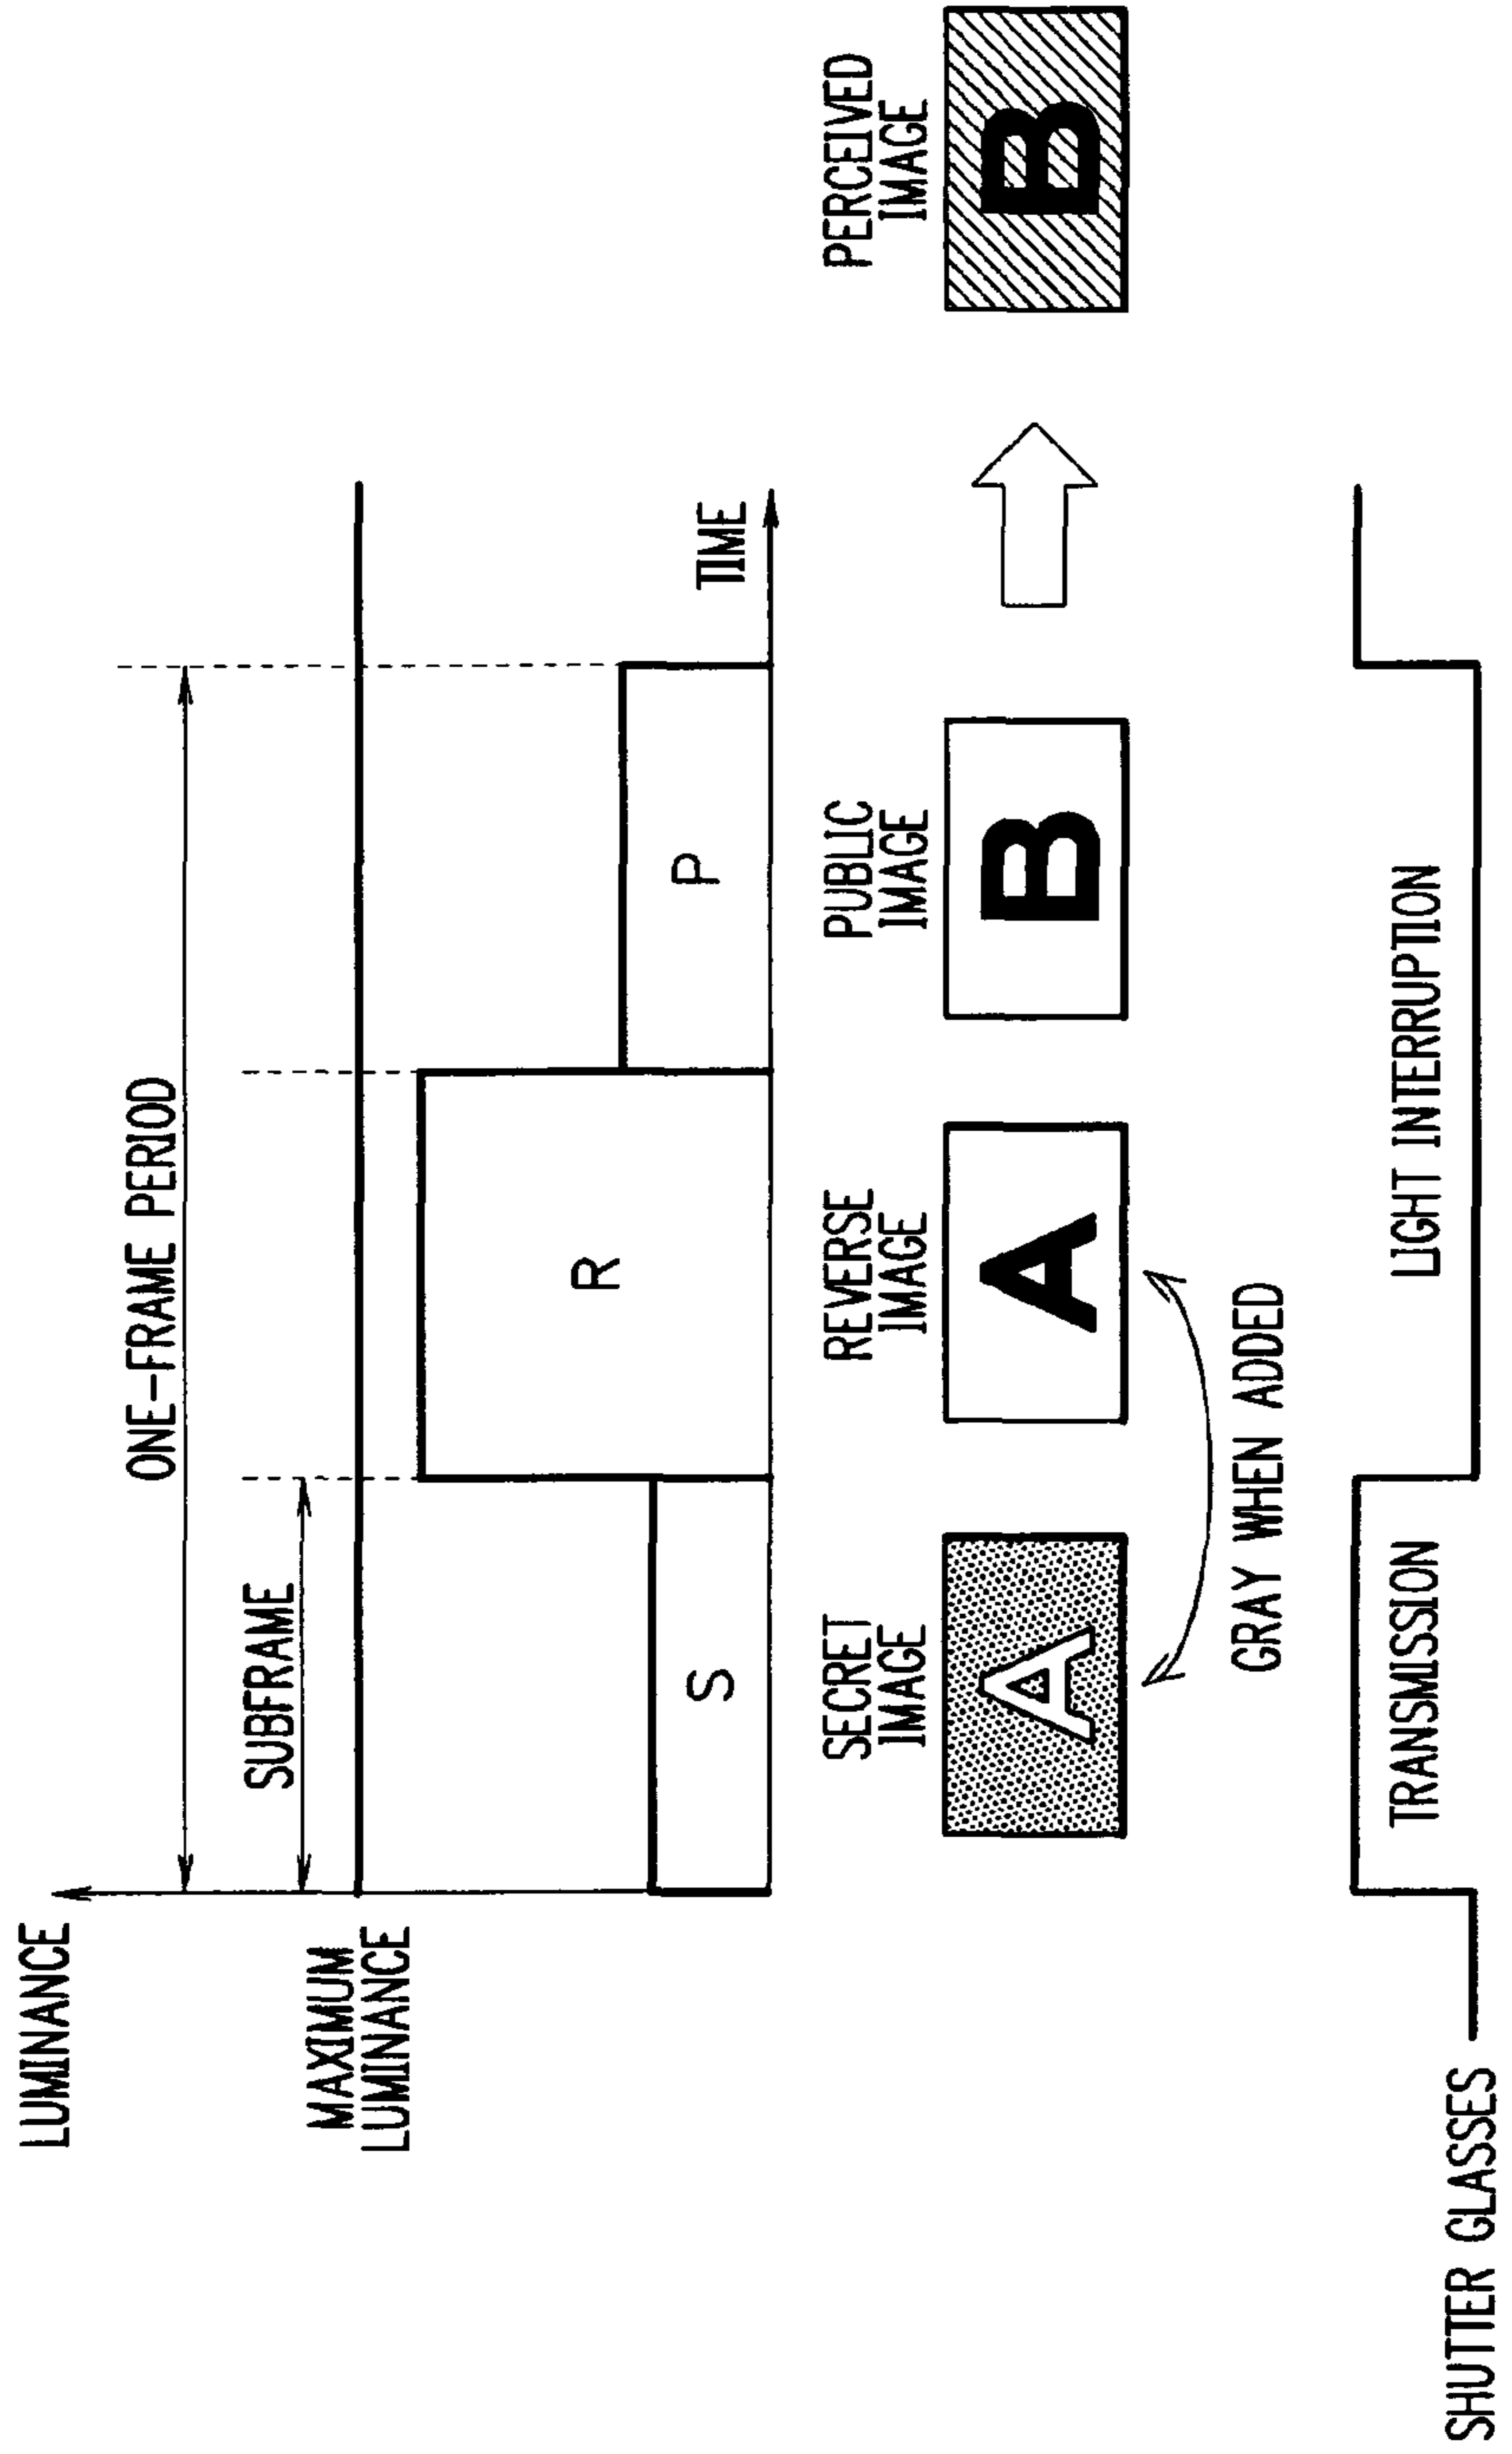 LUMINANCE
ONE-FRAME PERIOD
SUBFRAME
MAXIMUM
LUMINANCE
S
R
P
TIME
SECRET
IMAGE
REVERSE
IMAGE
PUBLIC
IMAGE
PERCEIVED
IMAGE
A
A
B
B
GRAY WHEN ADDED
TRANSMISSION
LIGHT INTERRUPTION
SHUTTER GLASSES